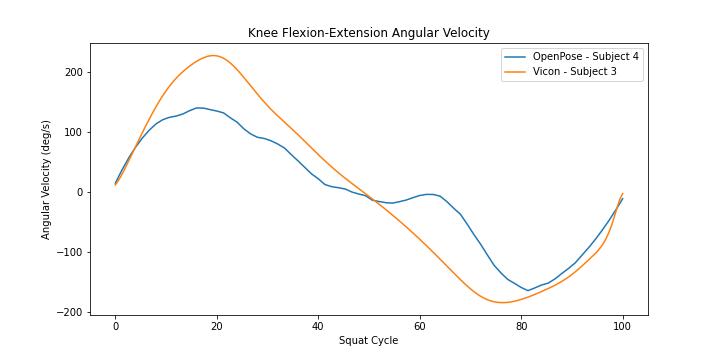 Knee Flexion-Extension Angular Velocity
OpenPose - Subject 4
Vicon - Subject 3
200
100
0
−100
−200
Angular Velocity (deg/s)
0 20 40 60 80 100
Squat Cycle